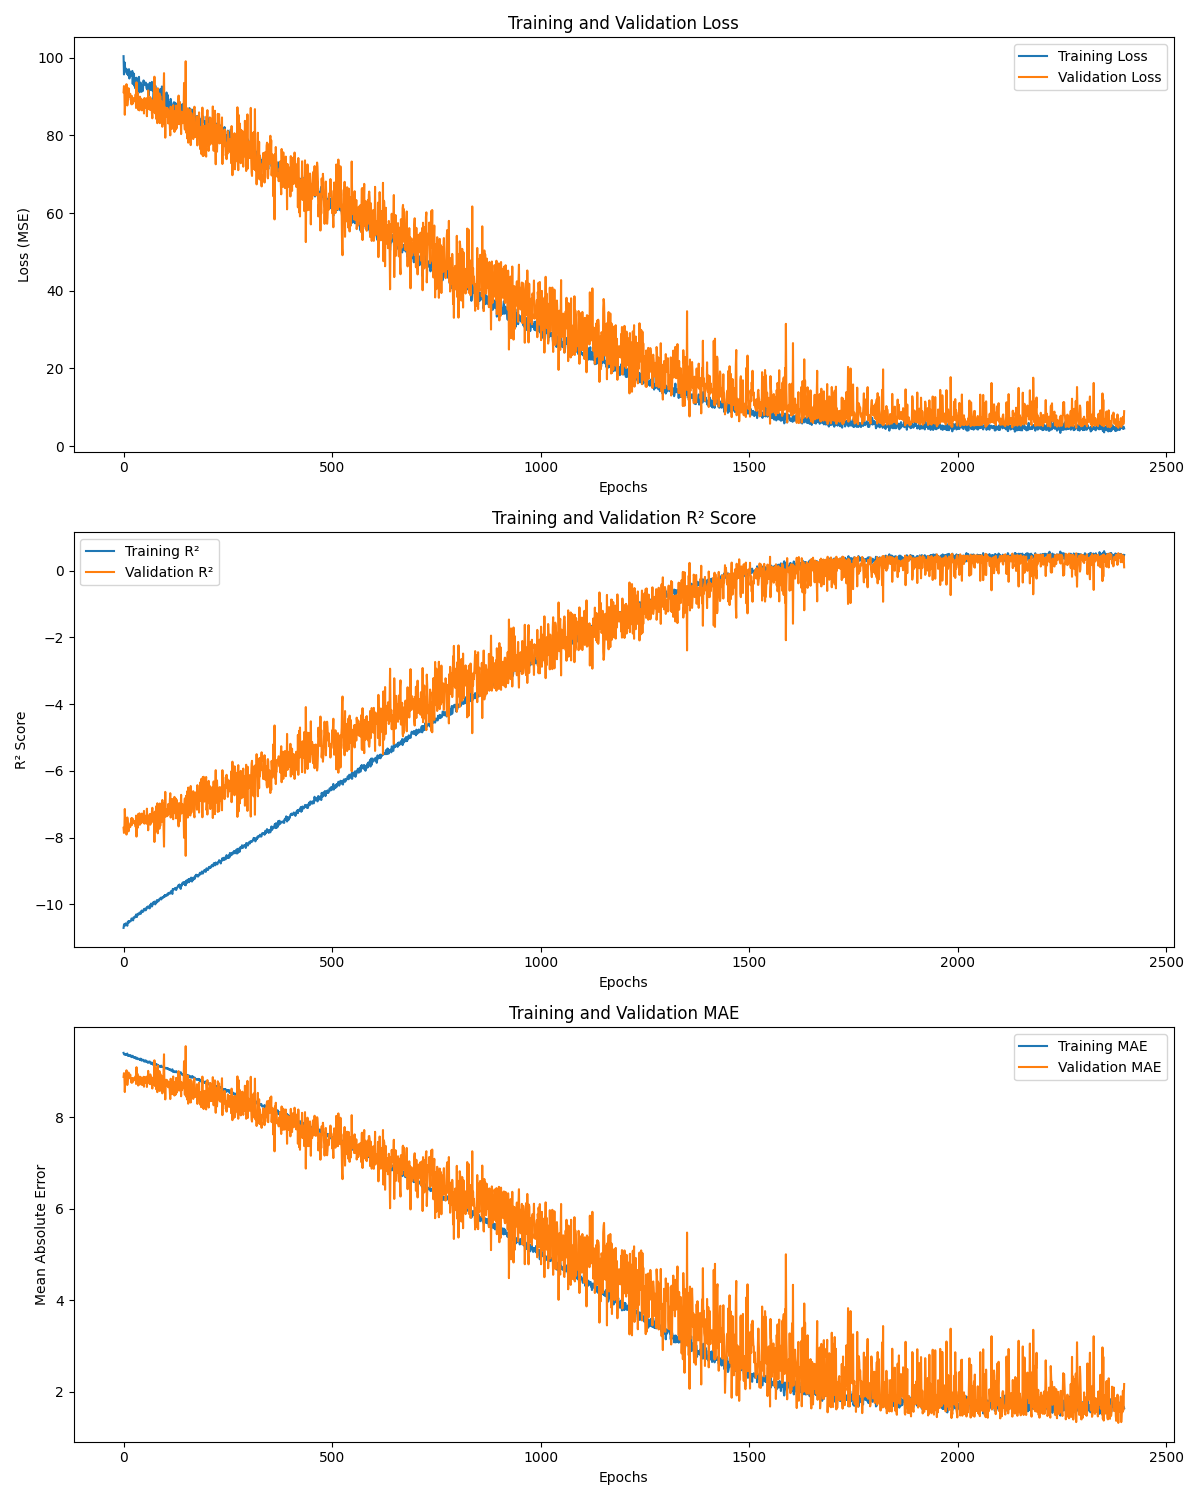 Training and Validation Loss
Training Loss
Validation Loss
Loss (MSE)
100
80
60
40
20
0
0 500 1000 1500 2000 2500
Epochs
Training and Validation R² Score
Training R²
Validation R²
R² Score
0
−2
−4
−6
−8
−10
0 500 1000 1500 2000 2500
Epochs
Training and Validation MAE
Training MAE
Validation MAE
Mean Absolute Error
8
6
4
2
0 500 1000 1500 2000 2500
Epochs